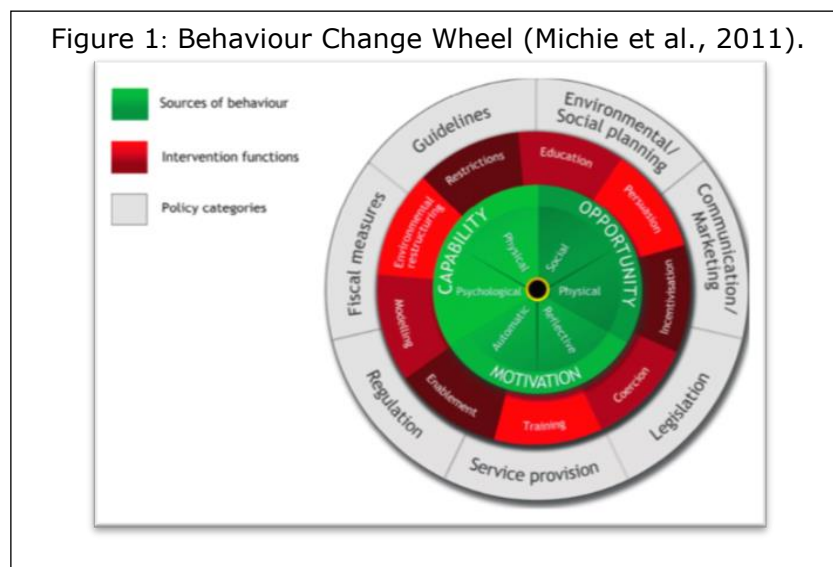 Figure 1: Behaviour Change Wheel (Michie et al., 2011).
Sources of behaviour
Intervention functions
Policy categories
Guidelines
Environmental/
Social planning
Communication/
Marketing
Legislation
Service provision
Regulation
Fiscal measures
Restrictions
Education
Persuasion
Incentivisation
Coercion
Training
Enablement
Modelling
Environmental
restructuring
CAPABILITY
OPPORTUNITY
MOTIVATION
Physical
Social
Psychological
Physical
Automatic
Reflective